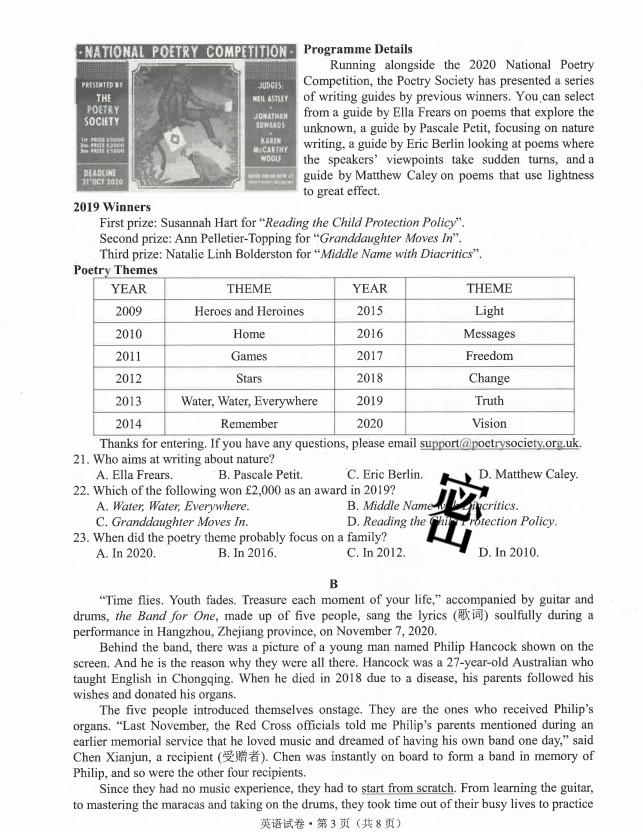 · NATIONAL POETRY COMPETITION ·
PRESENTED BY
THE
POETRY
SOCIETY
1ST PRIZE £5000
2ND PRIZE £2000
3RD PRIZE £1000
DEADLINE
31ST OCT 2020
JUDGES:
NEIL ASTLEY
JONATHAN
EDWARDS
KAREN
McCARTHY
WOOLF
Programme Details
Running alongside the 2020 National Poetry
Competition, the Poetry Society has presented a series
of writing guides by previous winners. You can select
from a guide by Ella Frears on poems that explore the
unknown, a guide by Pascale Petit, focusing on nature
writing, a guide by Eric Berlin looking at poems where
the speakers' viewpoints take sudden turns, and a
guide by Matthew Caley on poems that use lightness
to great effect.
2019 Winners
First prize: Susannah Hart for "Reading the Child Protection Policy".
Second prize: Ann Pelletier-Topping for "Granddaughter Moves In".
Third prize: Natalie Linh Bolderston for "Middle Name with Diacritics".
Poetry Themes
YEAR THEME YEAR THEME
2009 Heroes and Heroines 2015 Light
2010 Home 2016 Messages
2011 Games 2017 Freedom
2012 Stars 2018 Change
2013 Water, Water, Everywhere 2019 Truth
2014 Remember 2020 Vision
Thanks for entering. If you have any questions, please email support@poetrysociety.org.uk.
21. Who aims at writing about nature?
A. Ella Frears. B. Pascale Petit. C. Eric Berlin. D. Matthew Caley.
22. Which of the following won £2,000 as an award in 2019?
A. Water, Water, Everywhere. B. Middle Name with Diacritics.
C. Granddaughter Moves In. D. Reading the Child Protection Policy.
密
23. When did the poetry theme probably focus on a family?
A. In 2020. B. In 2016. C. In 2012. D. In 2010.
B
"Time flies. Youth fades. Treasure each moment of your life," accompanied by guitar and
drums, the Band for One, made up of five people, sang the lyrics (歌词) soulfully during a
performance in Hangzhou, Zhejiang province, on November 7, 2020.
Behind the band, there was a picture of a young man named Philip Hancock shown on the
screen. And he is the reason why they were all there. Hancock was a 27-year-old Australian who
taught English in Chongqing. When he died in 2018 due to a disease, his parents followed his
wishes and donated his organs.
The five people introduced themselves onstage. They are the ones who received Philip's
organs. "Last November, the Red Cross officials told me Philip's parents mentioned during an
earlier memorial service that he loved music and dreamed of having his own band one day," said
Chen Xianjun, a recipient (受赠者). Chen was instantly on board to form a band in memory of
Philip, and so were the other four recipients.
Since they had no music experience, they had to start from scratch. From learning the guitar,
to mastering the maracas and taking on the drums, they took time out of their busy lives to practice
英语试卷·第 3 页（共 8 页）